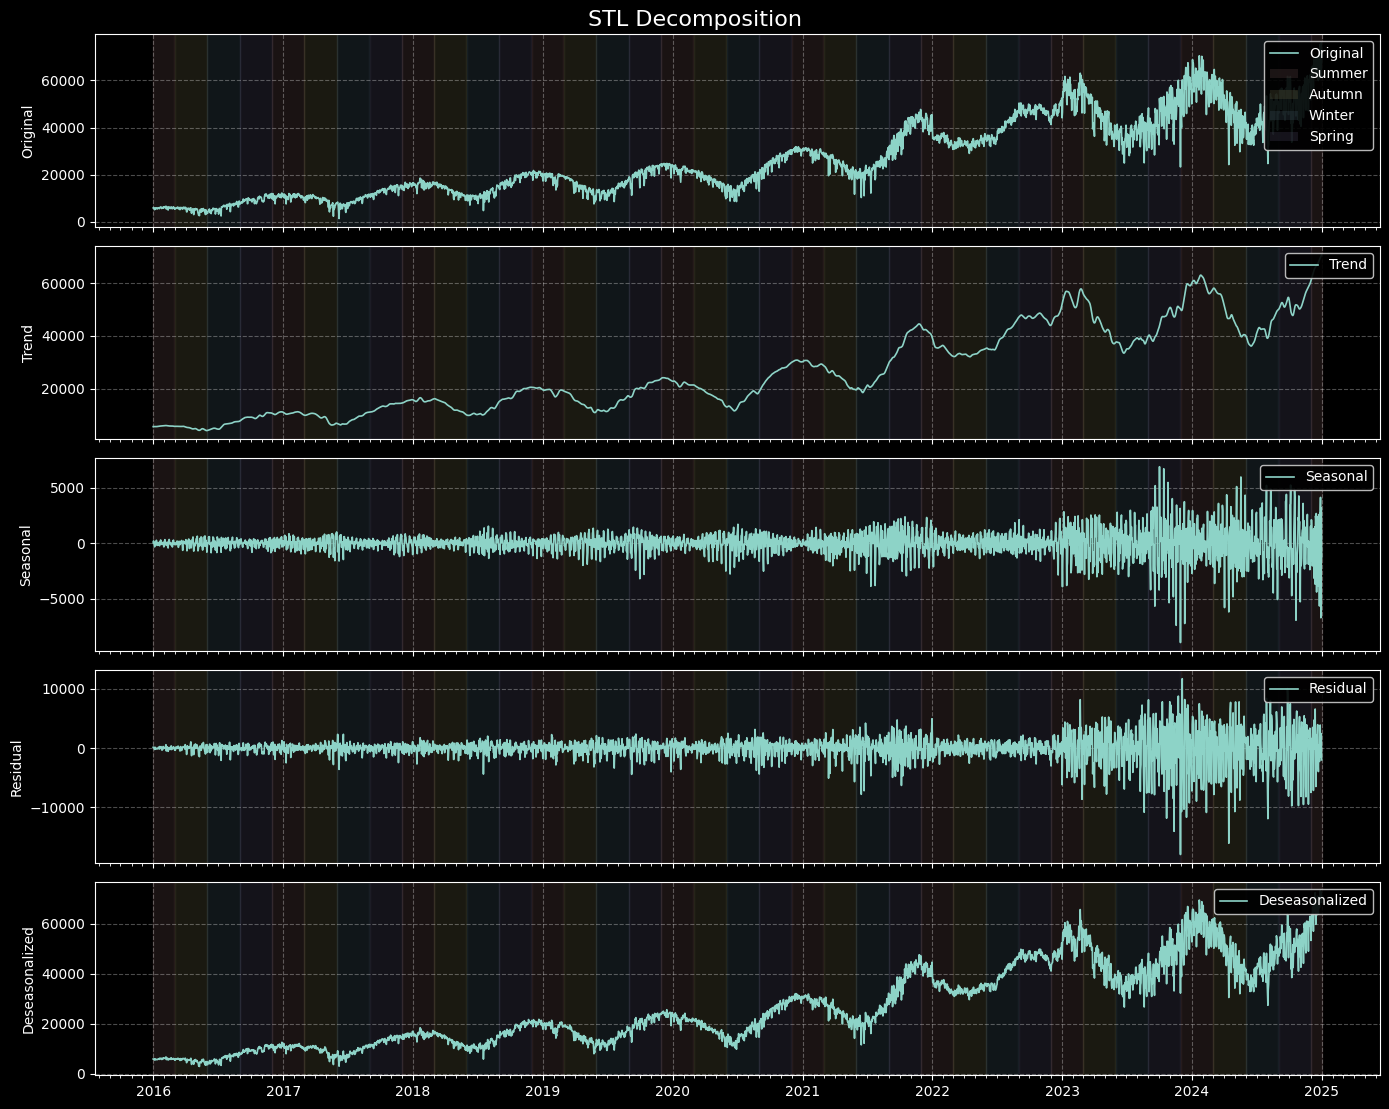 STL Decomposition
Original
60000
40000
20000
0
Original
Summer
Autumn
Winter
Spring
Trend
60000
40000
20000
Trend
Seasonal
5000
0
−5000
Seasonal
Residual
10000
0
−10000
Residual
Deseasonalized
60000
40000
20000
0
Deseasonalized
2016 2017 2018 2019 2020 2021 2022 2023 2024 2025